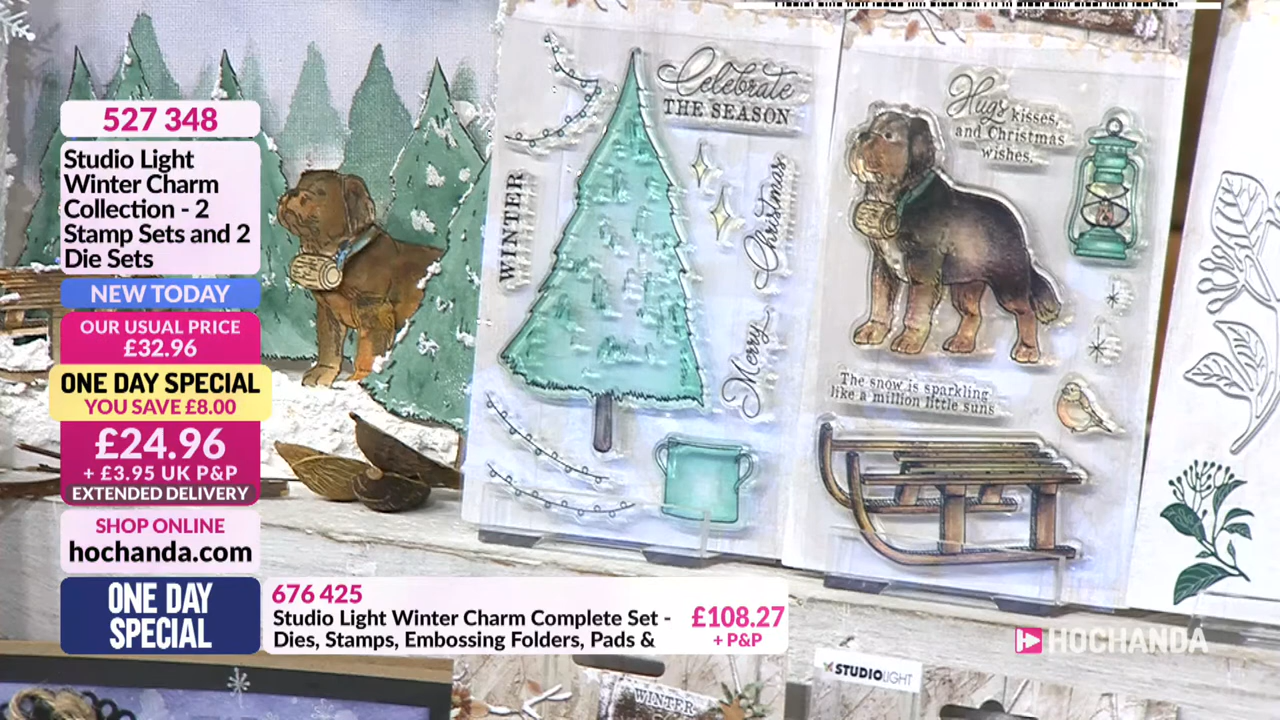 527 348
Studio Light
Winter Charm
Collection - 2
Stamp Sets and 2
Die Sets
NEW TODAY
OUR USUAL PRICE
£32.96
ONE DAY SPECIAL
YOU SAVE £8.00
£24.96
+ £3.95 UK P&P
EXTENDED DELIVERY
SHOP ONLINE
hochanda.com
ONE DAY
SPECIAL
676 425
Studio Light Winter Charm Complete Set -
Dies, Stamps, Embossing Folders, Pads &
£108.27
+ P&P
Celebrate
THE SEASON
WINTER
Merry Christmas
Hugs kisses,
and Christmas
wishes.
The snow is sparkling
like a million little suns
HOCHANDA
STUDIOLIGHT
WINTER